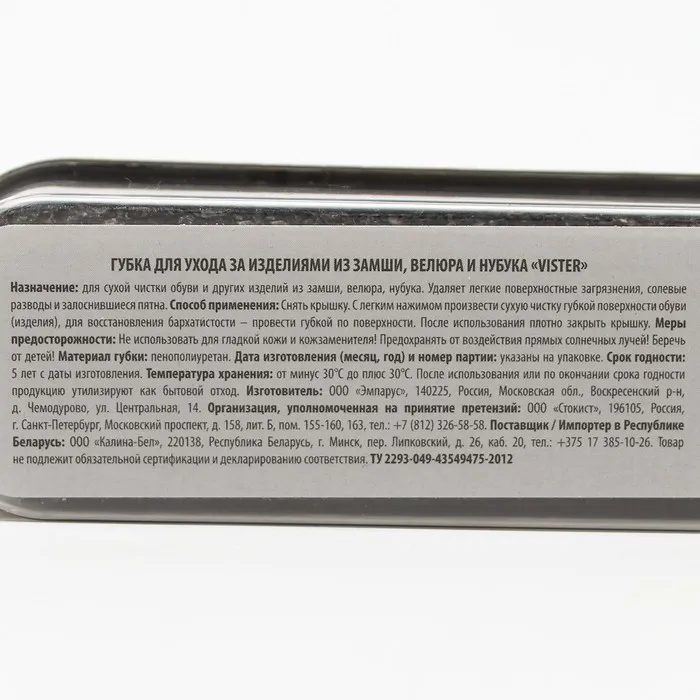 ГУБКА ДЛЯ УХОДА ЗА ИЗДЕЛИЯМИ ИЗ ЗАМШИ, ВЕЛЮРА И НУБУКА «VISTER»
Назначение: для сухой чистки обуви и других изделий из замши, велюра, нубука. Удаляет легкие поверхностные загрязнения, солевые
разводы и залоснившиеся пятна. Способ применения: Снять крышку. С легким нажимом произвести сухую чистку губкой поверхности обуви
(изделия), для восстановления бархатистости – провести губкой по поверхности. После использования плотно закрыть крышку. Меры
предосторожности: Не использовать для гладкой кожи и кожзаменителя! Предохранять от воздействия прямых солнечных лучей! Беречь
от детей! Материал губки: пенополиуретан. Дата изготовления (месяц, год) и номер партии: указаны на упаковке. Срок годности:
5 лет с даты изготовления. Температура хранения: от минус 30°С до плюс 30°С. После использования или по окончании срока годности
продукцию утилизируют как бытовой отход. Изготовитель: ООО «Эмпарус», 140225, Россия, Московская обл., Воскресенский р-н,
д. Чемодурово, ул. Центральная, 14. Организация, уполномоченная на принятие претензий: ООО «Стокист», 196105, Россия,
г. Санкт-Петербург, Московский проспект, д. 158, лит. Б, пом. 155-160, 163, тел.: +7 (812) 326-58-58. Поставщик / Импортер в Республике
Беларусь: ООО «Калина-Бел», 220138, Республика Беларусь, г. Минск, пер. Липковский, д. 26, каб. 20, тел.: +375 17 385-10-26. Товар
не подлежит обязательной сертификации и декларированию соответствия. ТУ 2293-049-43549475-2012